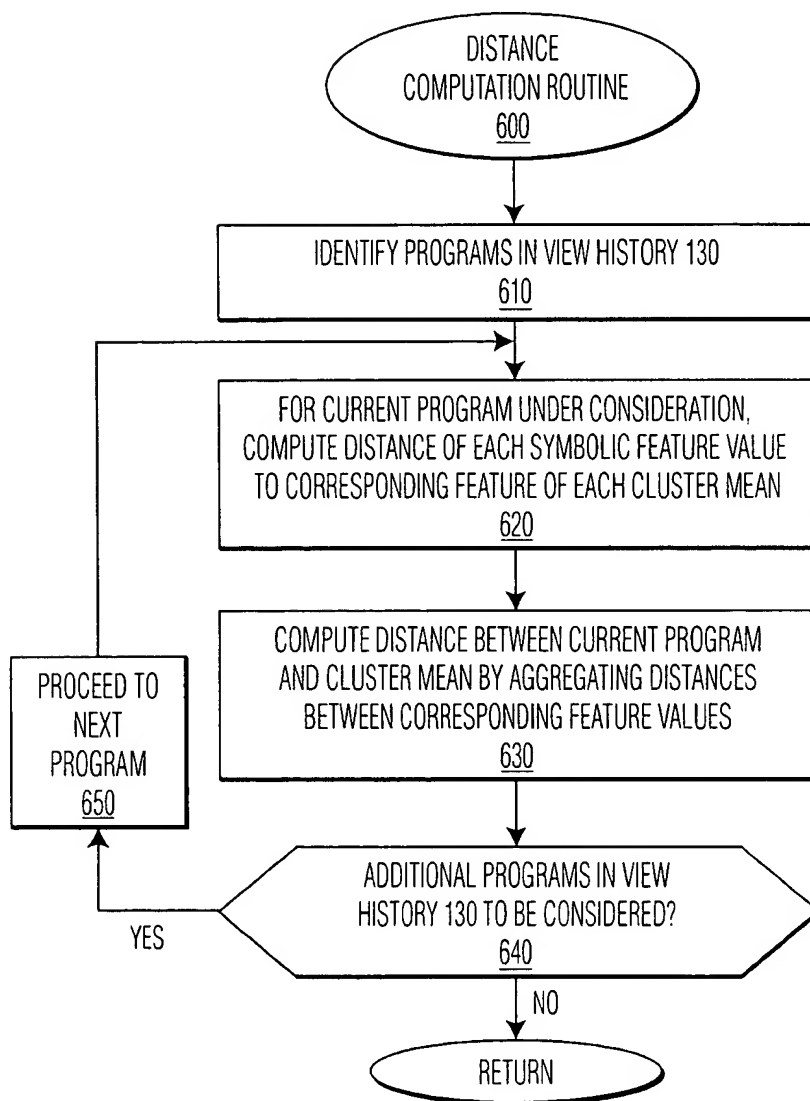 DISTANCE
COMPUTATION ROUTINE
600
IDENTIFY PROGRAMS IN VIEW HISTORY 130
610
FOR CURRENT PROGRAM UNDER CONSIDERATION,
COMPUTE DISTANCE OF EACH SYMBOLIC FEATURE VALUE
TO CORRESPONDING FEATURE OF EACH CLUSTER MEAN
620
COMPUTE DISTANCE BETWEEN CURRENT PROGRAM
AND CLUSTER MEAN BY AGGREGATING DISTANCES
BETWEEN CORRESPONDING FEATURE VALUES
630
PROCEED TO
NEXT
PROGRAM
650
ADDITIONAL PROGRAMS IN VIEW
HISTORY 130 TO BE CONSIDERED?
640
YES
NO
RETURN